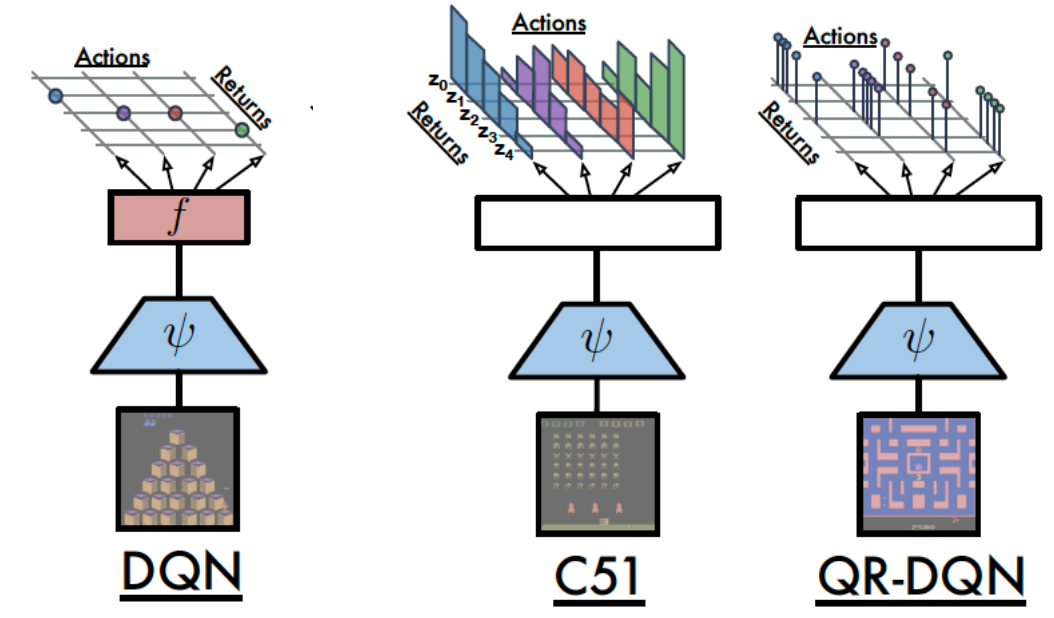 Actions
Returns
f
ψ
DQN
Actions
z0
z1
z2
z3
z4
Returns
ψ
C51
Actions
Returns
ψ
QR-DQN